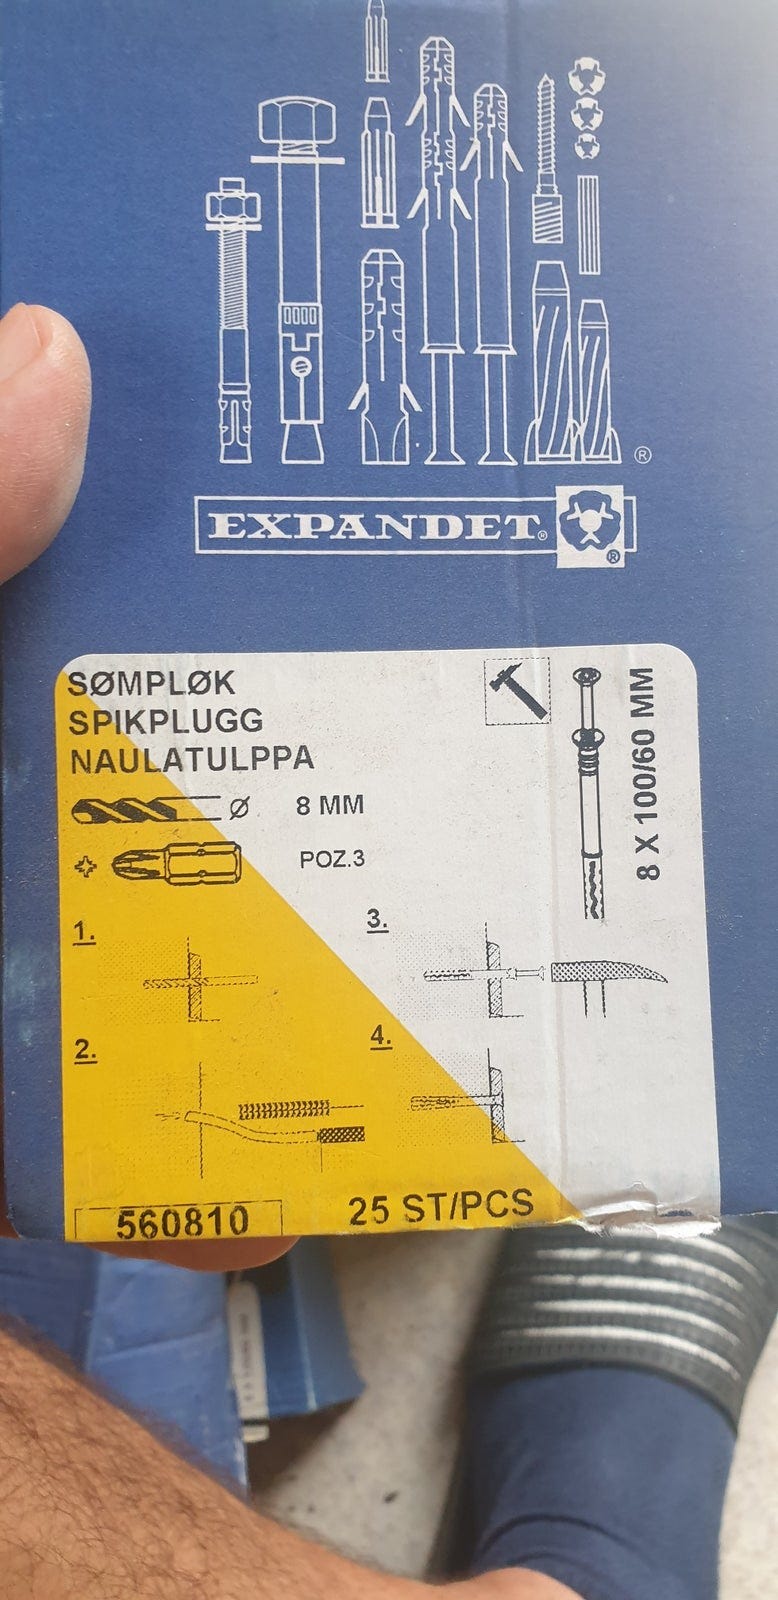 ®
EXPANDET®
®
SØMPLØK
SPIKPLUGG
NAULATULPPA
Ø 8 MM
POZ.3
8 X 100/60 MM
1.
2.
3.
4.
560810
25 ST/PCS